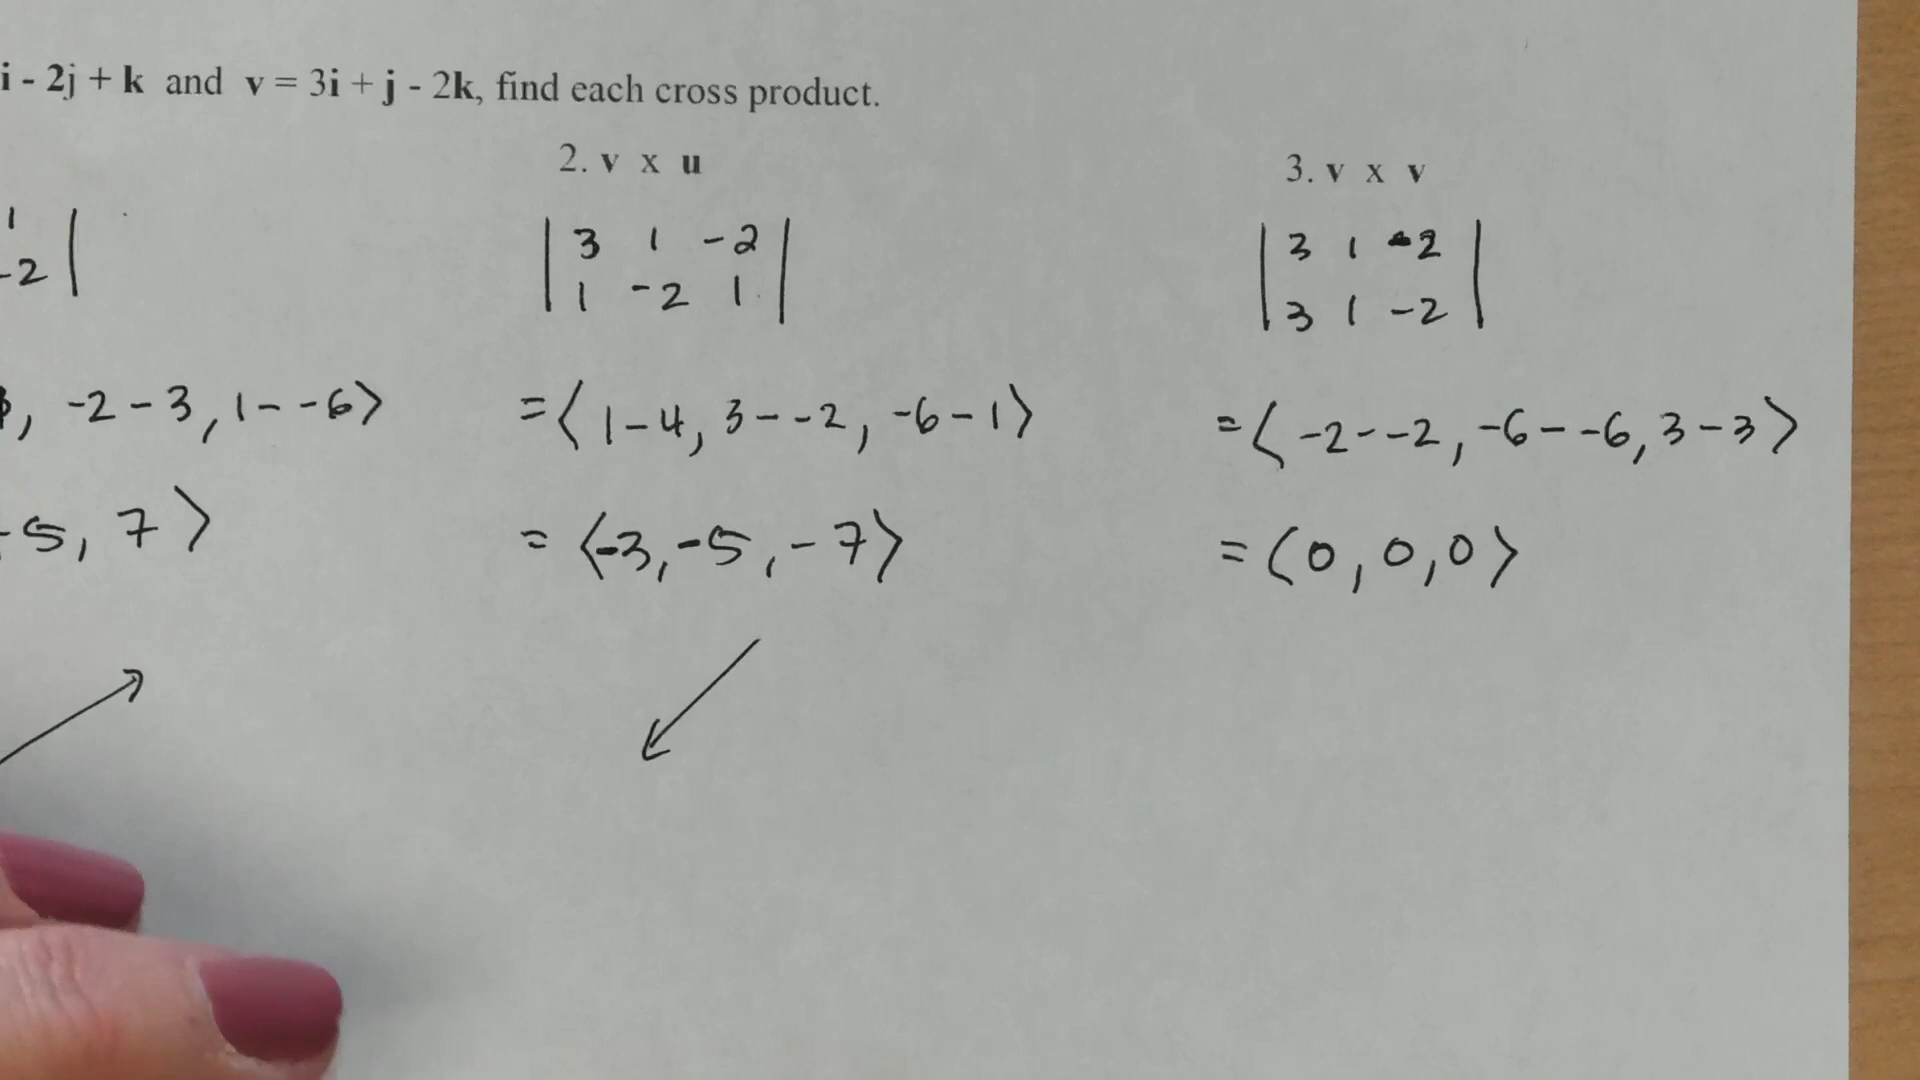 i - 2j + k and v = 3i + j - 2k, find each cross product.
1
-2 |
, -2 - 3, 1 - -6⟩
-5, 7⟩
2. v x u
| 3 1 -2 |
| 1 -2 1 |
= ⟨1-4, 3--2, -6-1⟩
= ⟨-3, -5, -7⟩
3. v x v
| 3 1 -2 |
| 3 1 -2 |
= ⟨-2--2, -6--6, 3-3⟩
= ⟨0, 0, 0⟩